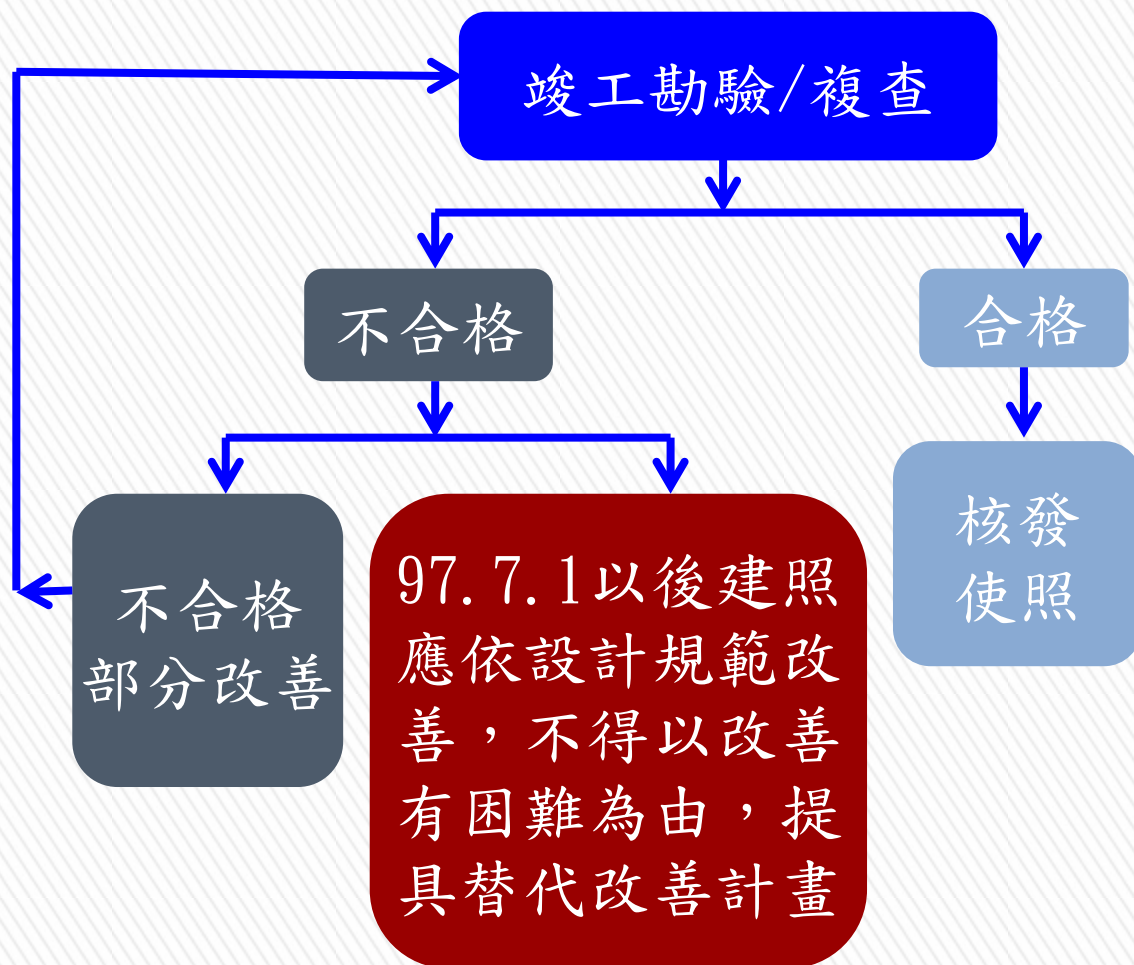 竣工勘驗/複查
不合格
合格
不合格
部分改善
97.7.1以後建照
應依設計規範改
善，不得以改善
有困難為由，提
具替代改善計畫
核發
使照